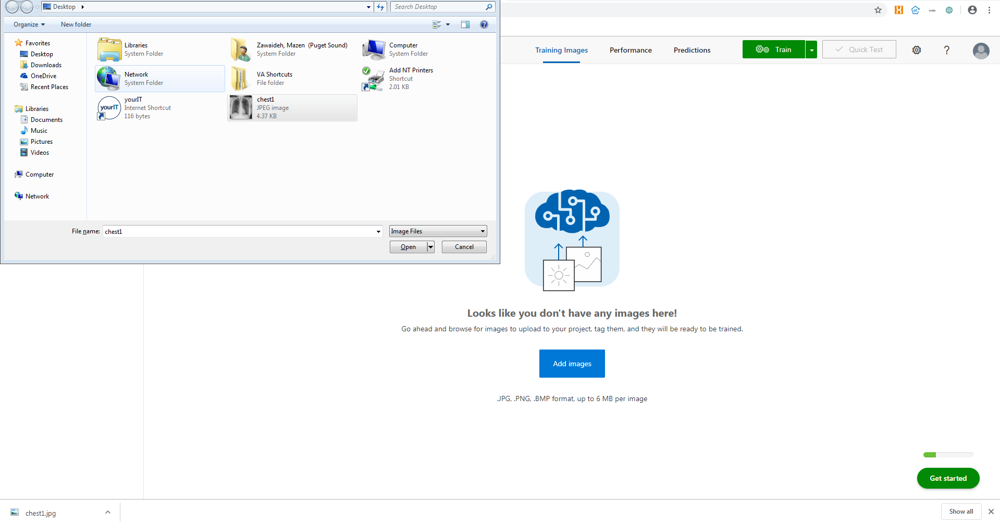 Desktop
Search Desktop
Organize
New folder
Favorites
Desktop
Downloads
OneDrive
Recent Places
Libraries
Documents
Music
Pictures
Videos
Computer
Network
Libraries
System Folder
Zawaideh, Mazen (Puget Sound)
System Folder
Computer
System Folder
Network
System Folder
VA Shortcuts
File folder
Add NT Printers
Shortcut
2.01 KB
yourIT
yourIT
Internet Shortcut
116 bytes
chest1
JPEG image
4.37 KB
File name:
chest1
Image Files
Open
Cancel
Training Images
Performance
Predictions
Train
Quick Test
?
Looks like you don't have any images here!
Go ahead and browse for images to upload to your project, tag them, and they will be ready to be trained.
Add images
.JPG, .PNG, .BMP format, up to 6 MB per image
Get started
chest1.jpg
Show all